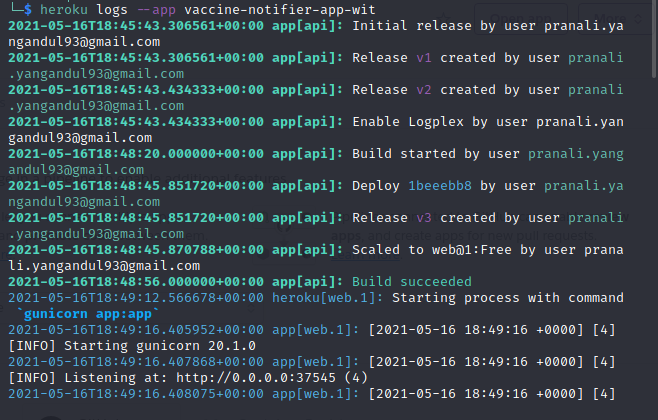 └─$ heroku logs --app vaccine-notifier-app-wit
2021-05-16T18:45:43.306561+00:00 app[api]: Initial release by user pranali.ya
ngandul93@gmail.com
2021-05-16T18:45:43.306561+00:00 app[api]: Release v1 created by user pranali
.yangandul93@gmail.com
2021-05-16T18:45:43.434333+00:00 app[api]: Release v2 created by user pranali
.yangandul93@gmail.com
2021-05-16T18:45:43.434333+00:00 app[api]: Enable Logplex by user pranali.yan
gandul93@gmail.com
2021-05-16T18:48:20.000000+00:00 app[api]: Build started by user pranali.yang
andul93@gmail.com
2021-05-16T18:48:45.851720+00:00 app[api]: Deploy 1beeebb8 by user pranali.ya
ngandul93@gmail.com
2021-05-16T18:48:45.851720+00:00 app[api]: Release v3 created by user pranali
.yangandul93@gmail.com
2021-05-16T18:48:45.870788+00:00 app[api]: Scaled to web@1:Free by user prana
li.yangandul93@gmail.com
2021-05-16T18:48:56.000000+00:00 app[api]: Build succeeded
2021-05-16T18:49:12.566678+00:00 heroku[web.1]: Starting process with command
`gunicorn app:app`
2021-05-16T18:49:16.405952+00:00 app[web.1]: [2021-05-16 18:49:16 +0000] [4]
[INFO] Starting gunicorn 20.1.0
2021-05-16T18:49:16.407868+00:00 app[web.1]: [2021-05-16 18:49:16 +0000] [4]
[INFO] Listening at: http://0.0.0.0:37545 (4)
2021-05-16T18:49:16.408075+00:00 app[web.1]: [2021-05-16 18:49:16 +0000] [4]